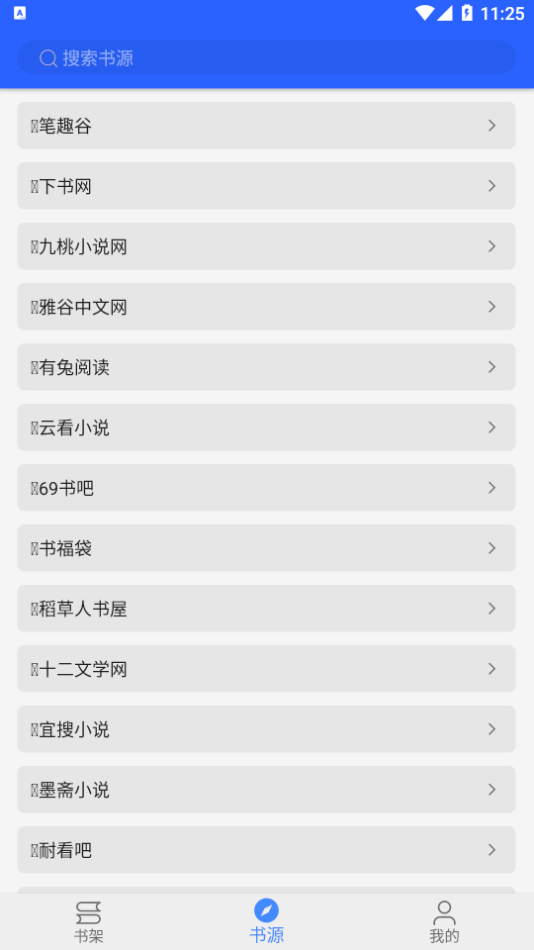 11:25
搜索书源
笔趣谷
下书网
九桃小说网
雅谷中文网
有兔阅读
云看小说
69书吧
书福袋
稻草人书屋
十二文学网
宜搜小说
墨斋小说
耐看吧
书架
书源
我的